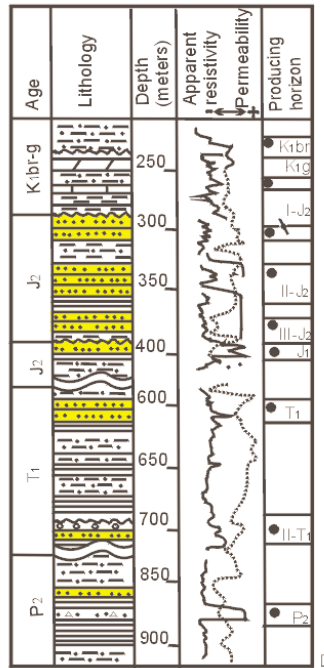 Age
Lithology
Depth
(meters)
Apparent
resistivity
Permeability
- +
Producing
horizon
K1br-g
J2
J2
T1
P2
250
300
350
400
600
650
700
850
900
K1br
K1g
I-J2
II-J2
III-J2
J1
T1
II-T1
P2